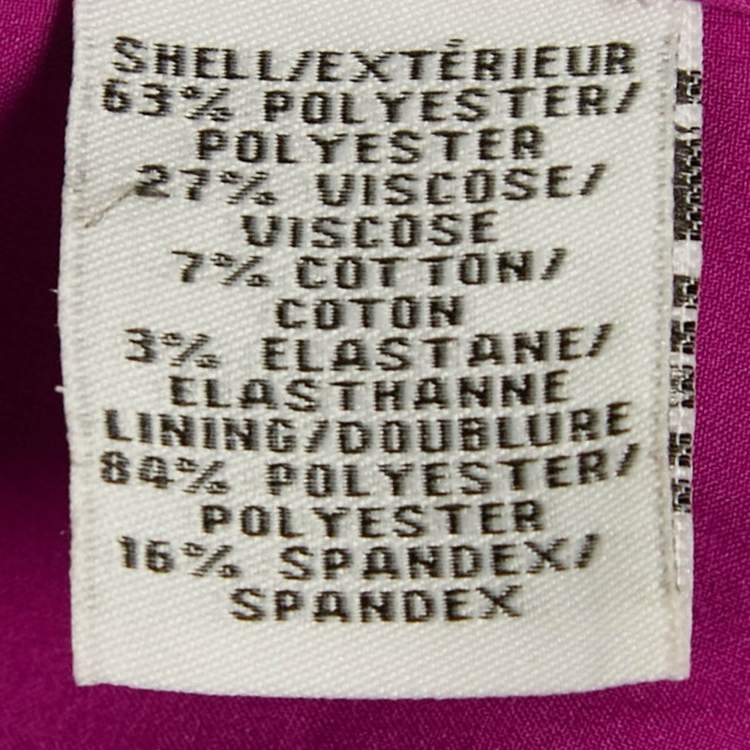 SHELL/EXTÉRIEUR
63% POLYESTER/
POLYESTER
27% VISCOSE/
VISCOSE
7% COTTON/
COTON
3% ELASTANE/
ELASTHANNE
LINING/DOUBLURE
84% POLYESTER/
POLYESTER
16% SPANDEX/
SPANDEX